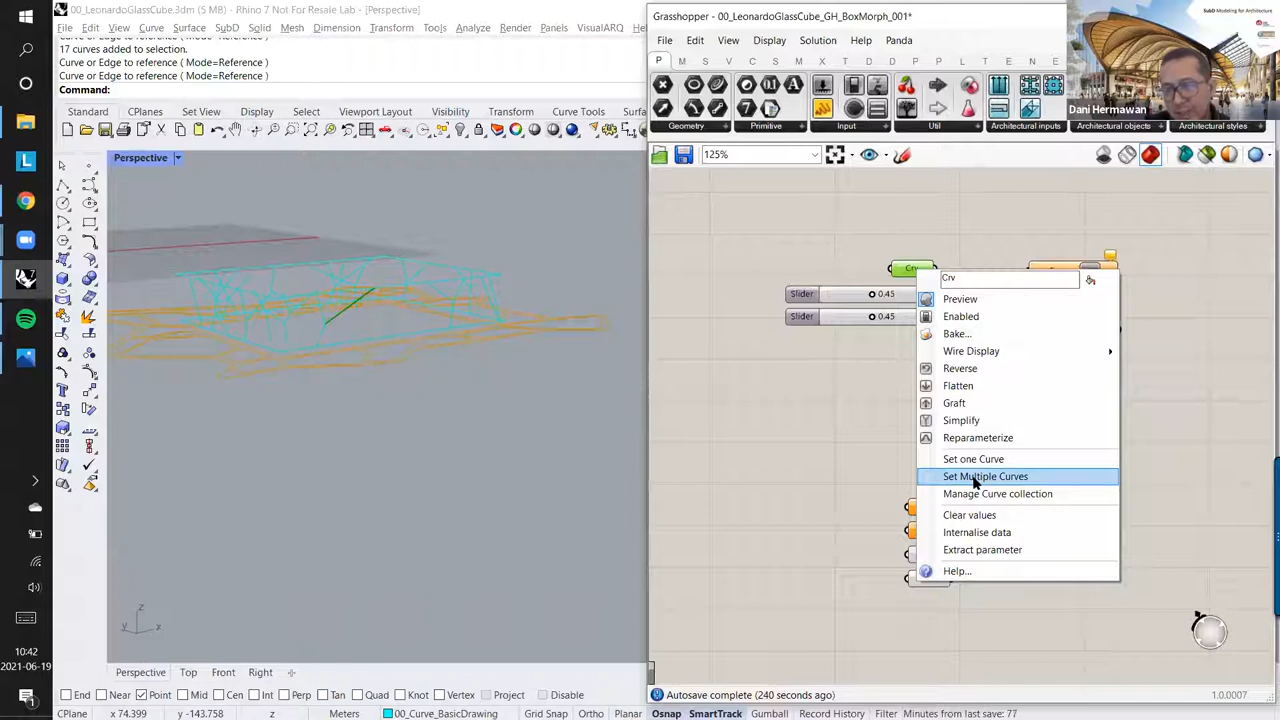 00_LeonardoGlassCube.3dm (5 MB) - Rhino 7 Not For Resale Lab - [Perspective]
File Edit View Curve Surface SubD Solid Mesh Dimension Transform Tools Analyze Render Panels VisualARQ
17 curves added to selection.
Curve or Edge to reference ( Mode=Reference )
Curve or Edge to reference ( Mode=Reference )
Command:
Standard CPlanes Set View Display Select Viewport Layout Visibility Transform Curve Tools
Perspective
z
y x
Perspective Top Front Right
End Near Point Mid Cen Int Perp Tan Quad Knot Vertex Project Disable
CPlane x 74.399 y -143.758 z Meters 00_Curve_BasicDrawing Grid Snap Ortho Planar Osnap SmartTrack Gumball Record History Filter Minutes from last save: 77
10:42
2021-06-19
Grasshopper - 00_LeonardoGlassCube_GH_BoxMorph_001*
File Edit View Display Solution Help Panda
P M S V C S M I X T D
Geometry Primitive Input Util Architectural inputs Architectural objects Architectural styles
125%
Slider 0.45
Slider 0.45
Crv
Preview
Enabled
Bake...
Wire Display
Reverse
Flatten
Graft
Simplify
Reparameterize
Set one Curve
Set Multiple Curves
Manage Curve collection
Clear values
Internalise data
Extract parameter
Help...
Autosave complete (240 seconds ago)
1.0.0007
SubD Modeling for Architecture
Dani Hermawan